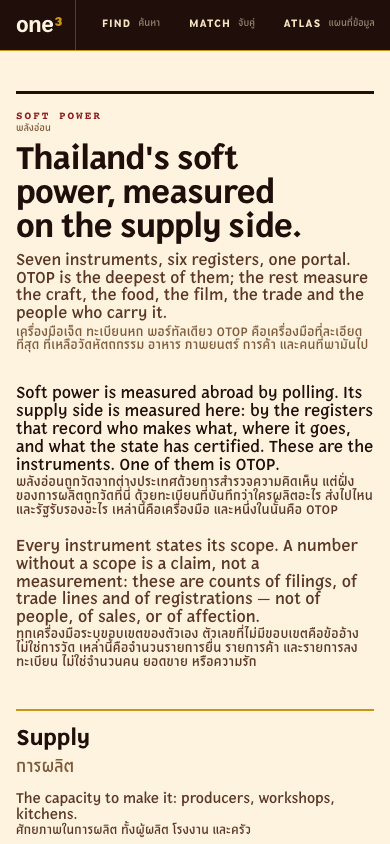 one³
FIND ค้นหา MATCH จับคู่ ATLAS แผนที่ข้อมูล
SOFT POWER
พลังอ่อน
Thailand's soft
power, measured
on the supply side.
Seven instruments, six registers, one portal.
OTOP is the deepest of them; the rest measure
the craft, the food, the film, the trade and the
people who carry it.
เครื่องมือเจ็ด ทะเบียนหก พอร์ทัลเดียว OTOP คือเครื่องมือที่ละเอียด
ที่สุด ที่เหลือวัดหัตถกรรม อาหาร ภาพยนตร์ การค้า และคนที่พามันไป
Soft power is measured abroad by polling. Its
supply side is measured here: by the registers
that record who makes what, where it goes,
and what the state has certified. These are the
instruments. One of them is OTOP.
พลังอ่อนถูกวัดจากต่างประเทศด้วยการสำรวจความคิดเห็น แต่ฝั่ง
ของการผลิตถูกวัดที่นี่ ด้วยทะเบียนที่บันทึกว่าใครผลิตอะไร ส่งไปไหน
และรัฐรับรองอะไร เหล่านี้คือเครื่องมือ และหนึ่งในนั้นคือ OTOP
Every instrument states its scope. A number
without a scope is a claim, not a
measurement: these are counts of filings, of
trade lines and of registrations — not of
people, of sales, or of affection.
ทุกเครื่องมือระบุขอบเขตของตัวเอง ตัวเลขที่ไม่มีขอบเขตคือข้ออ้าง
ไม่ใช่การวัด เหล่านี้คือจำนวนรายการยื่น รายการค้า และรายการลง
ทะเบียน ไม่ใช่จำนวนคน ยอดขาย หรือความรัก
Supply
การผลิต
The capacity to make it: producers, workshops,
kitchens.
ศักยภาพในการผลิต ทั้งผู้ผลิต โรงงาน และครัว